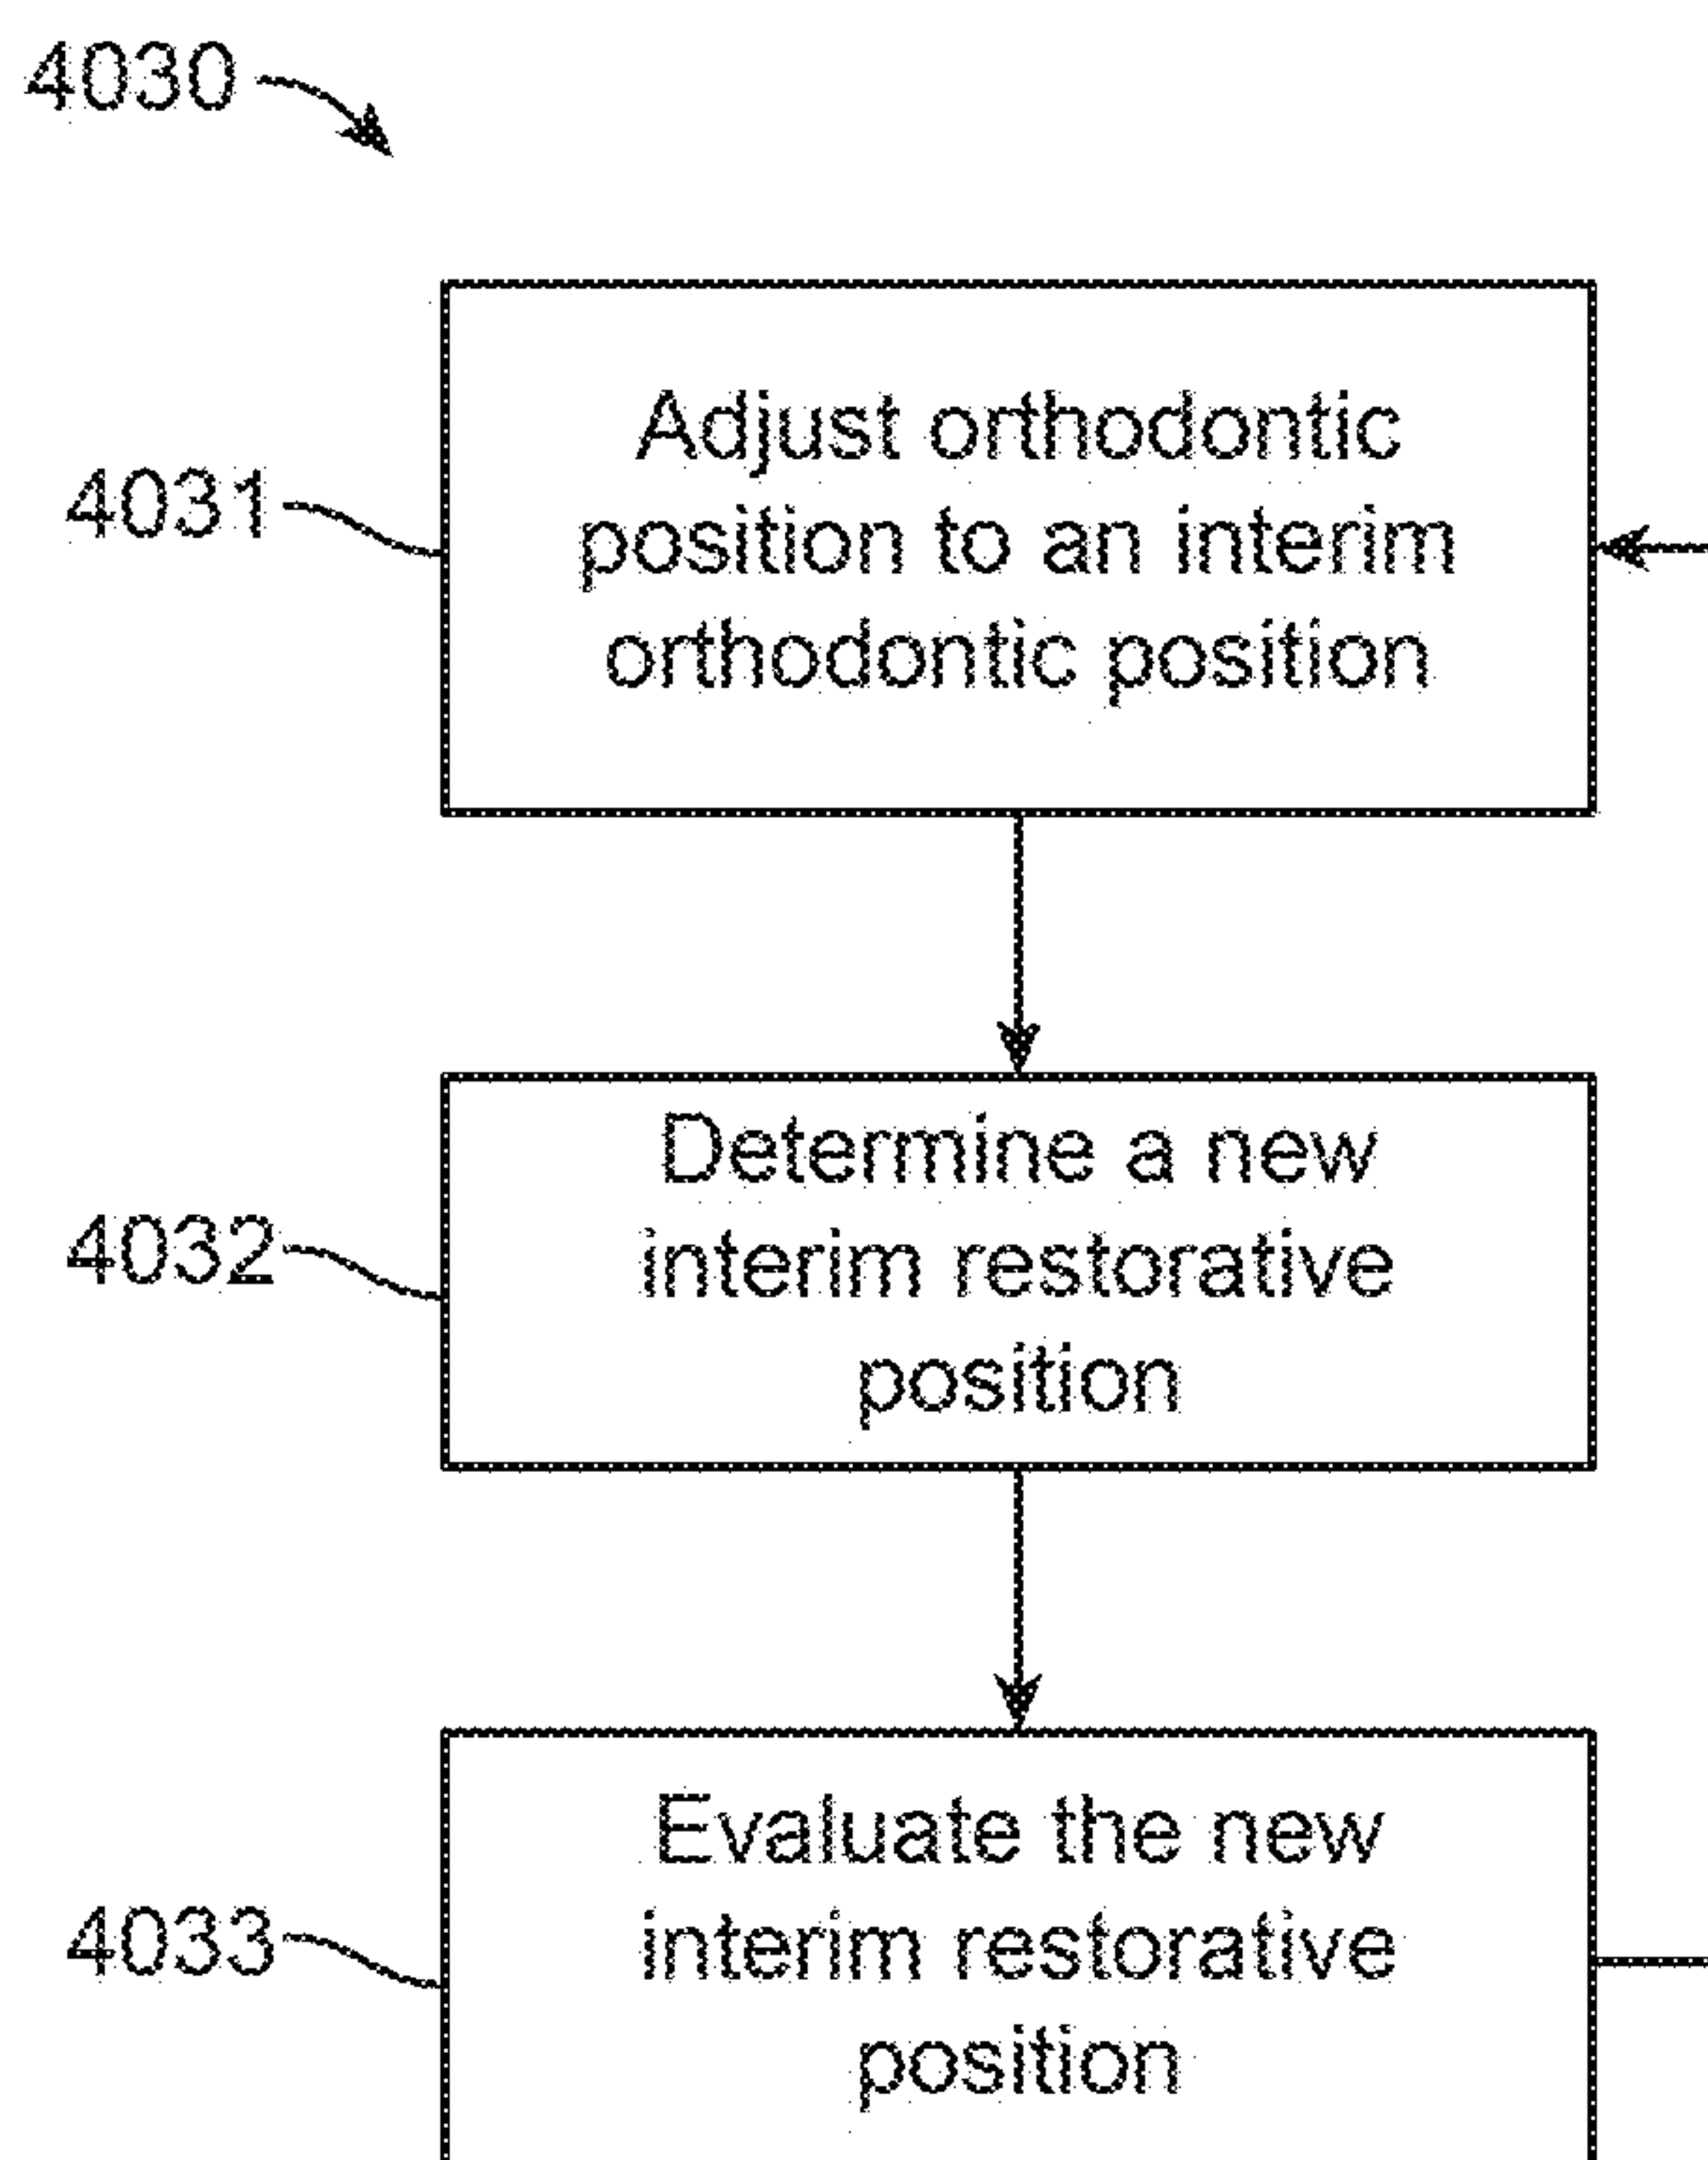 4030
Adjust orthodontic
4031
position to an interim
orthodontic position
Determine a new
4032
interim restorative
position
Evaluate the new
4033
interim restorative
position